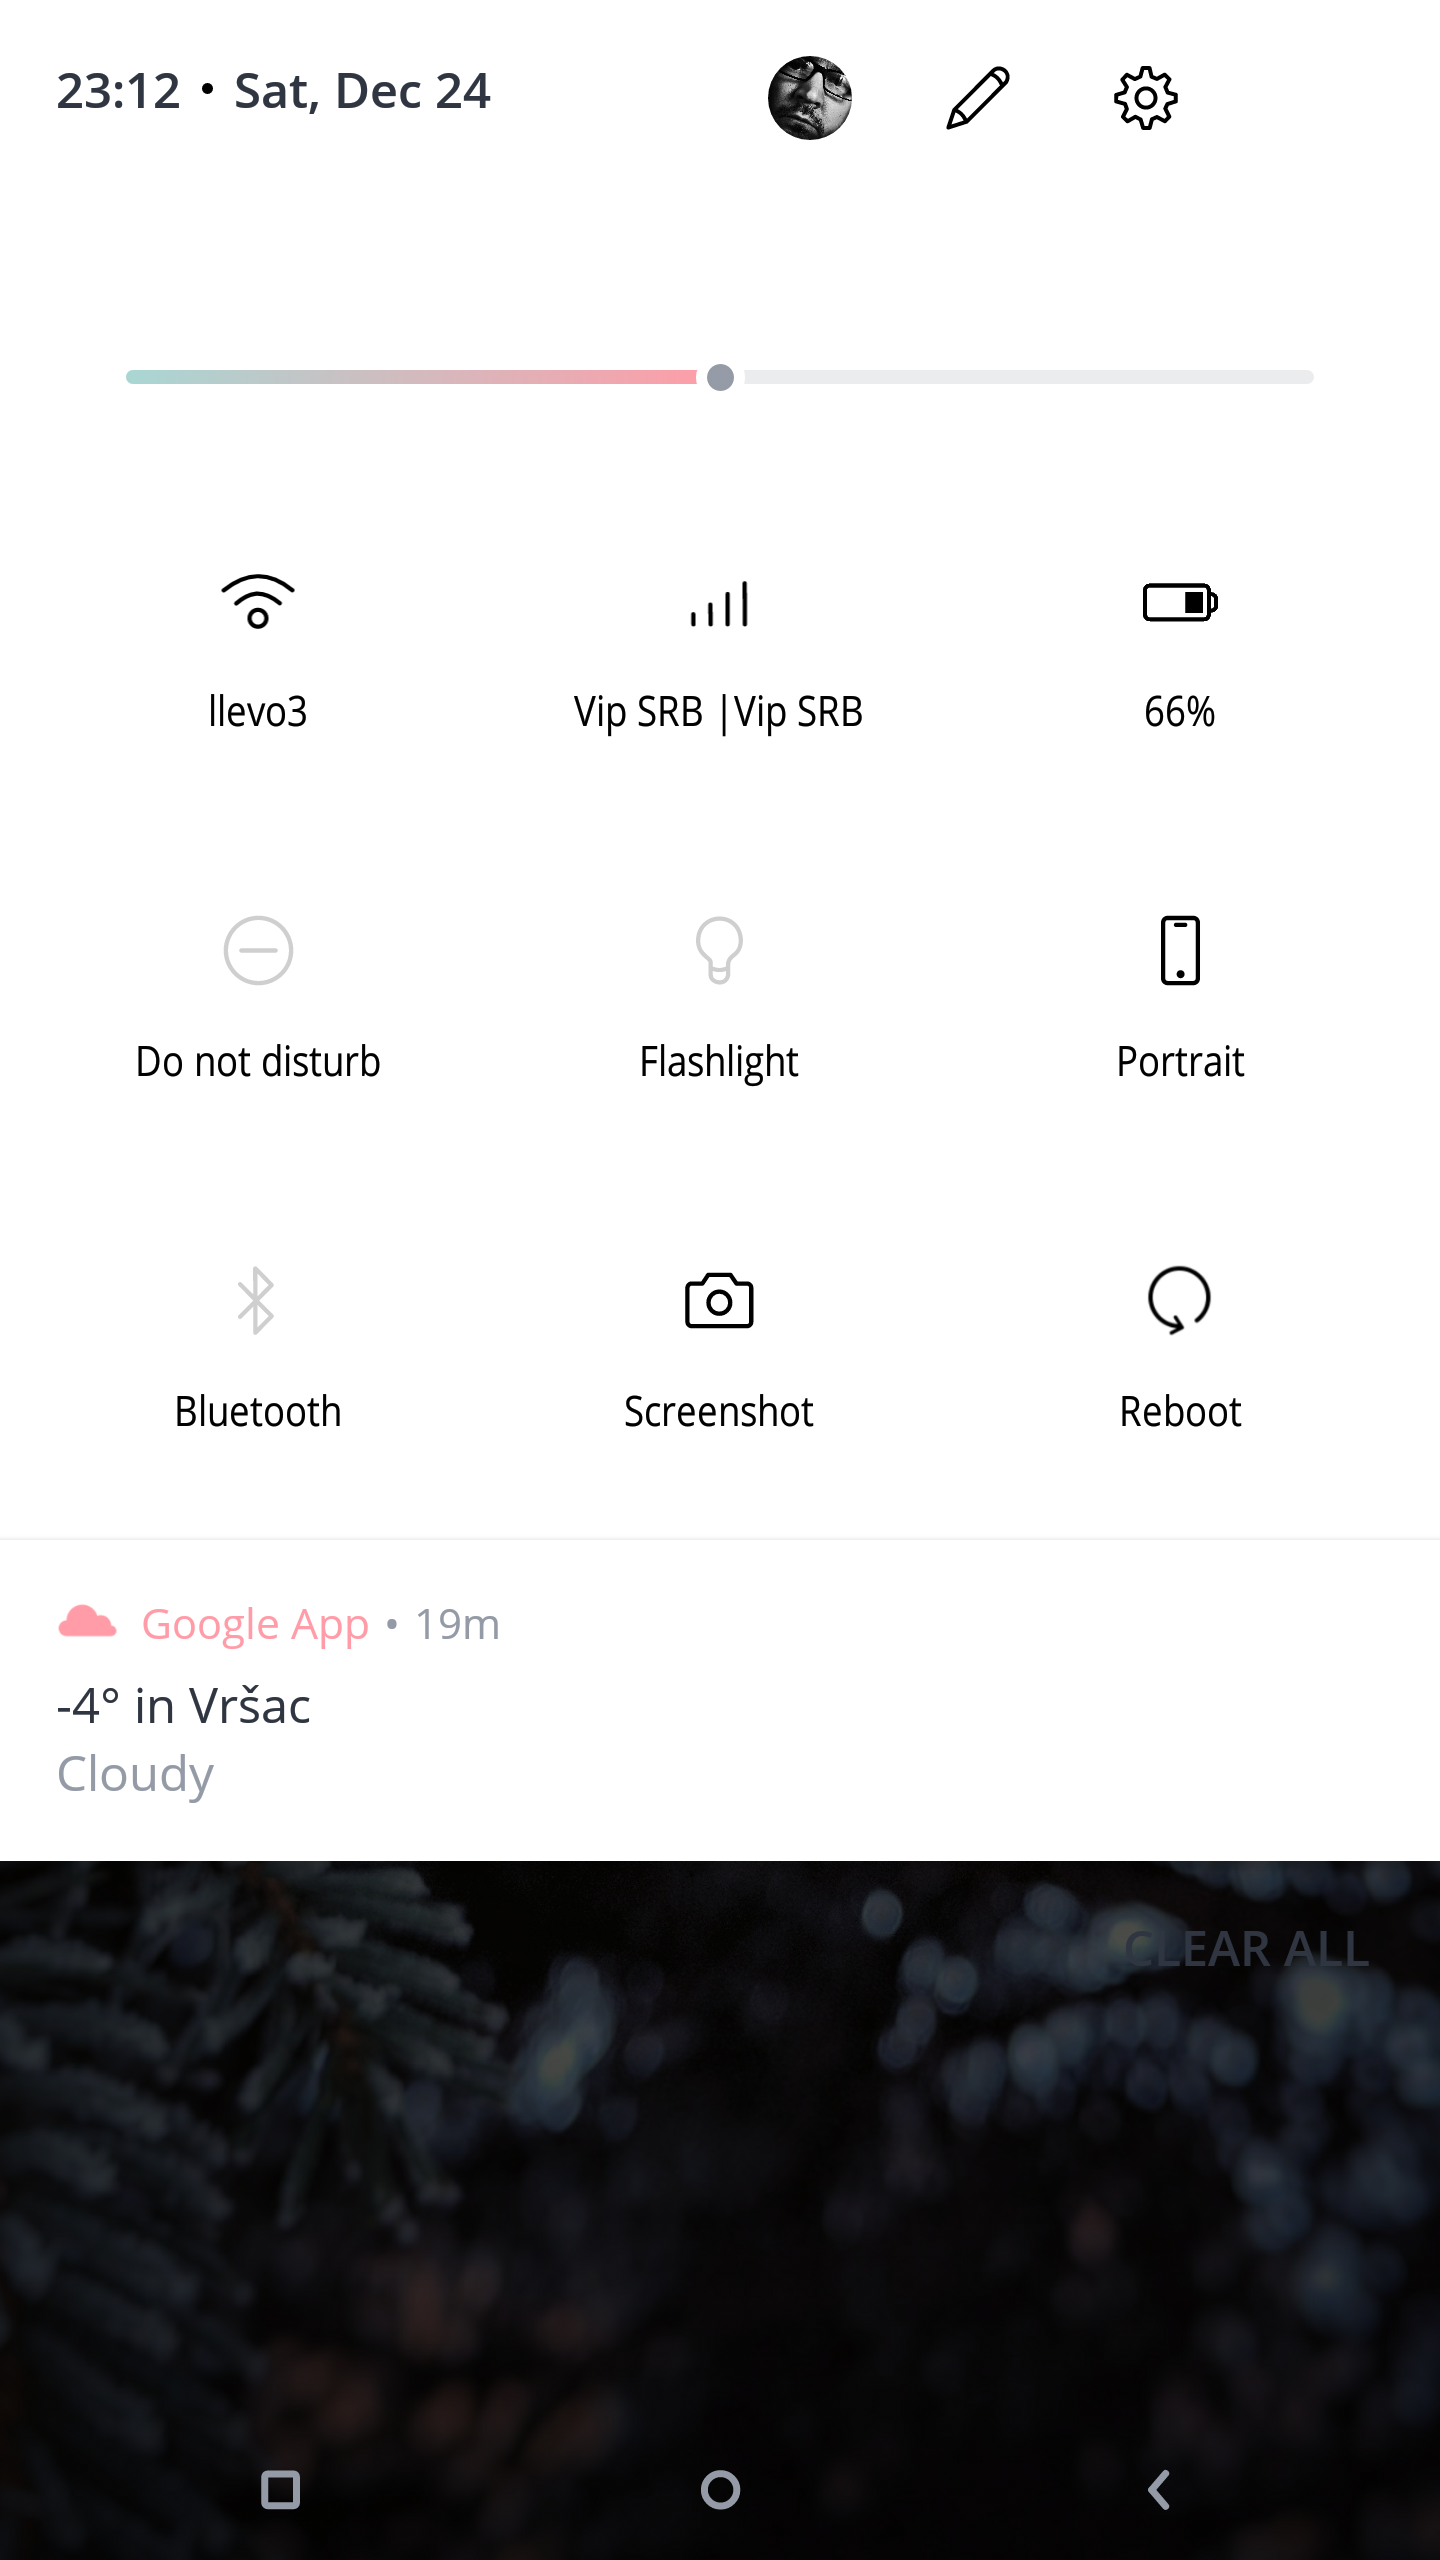 23:12 • Sat, Dec 24
llevo3
Vip SRB |Vip SRB
66%
Do not disturb
Flashlight
Portrait
Bluetooth
Screenshot
Reboot
Google App • 19m
-4° in Vršac
Cloudy
CLEAR ALL